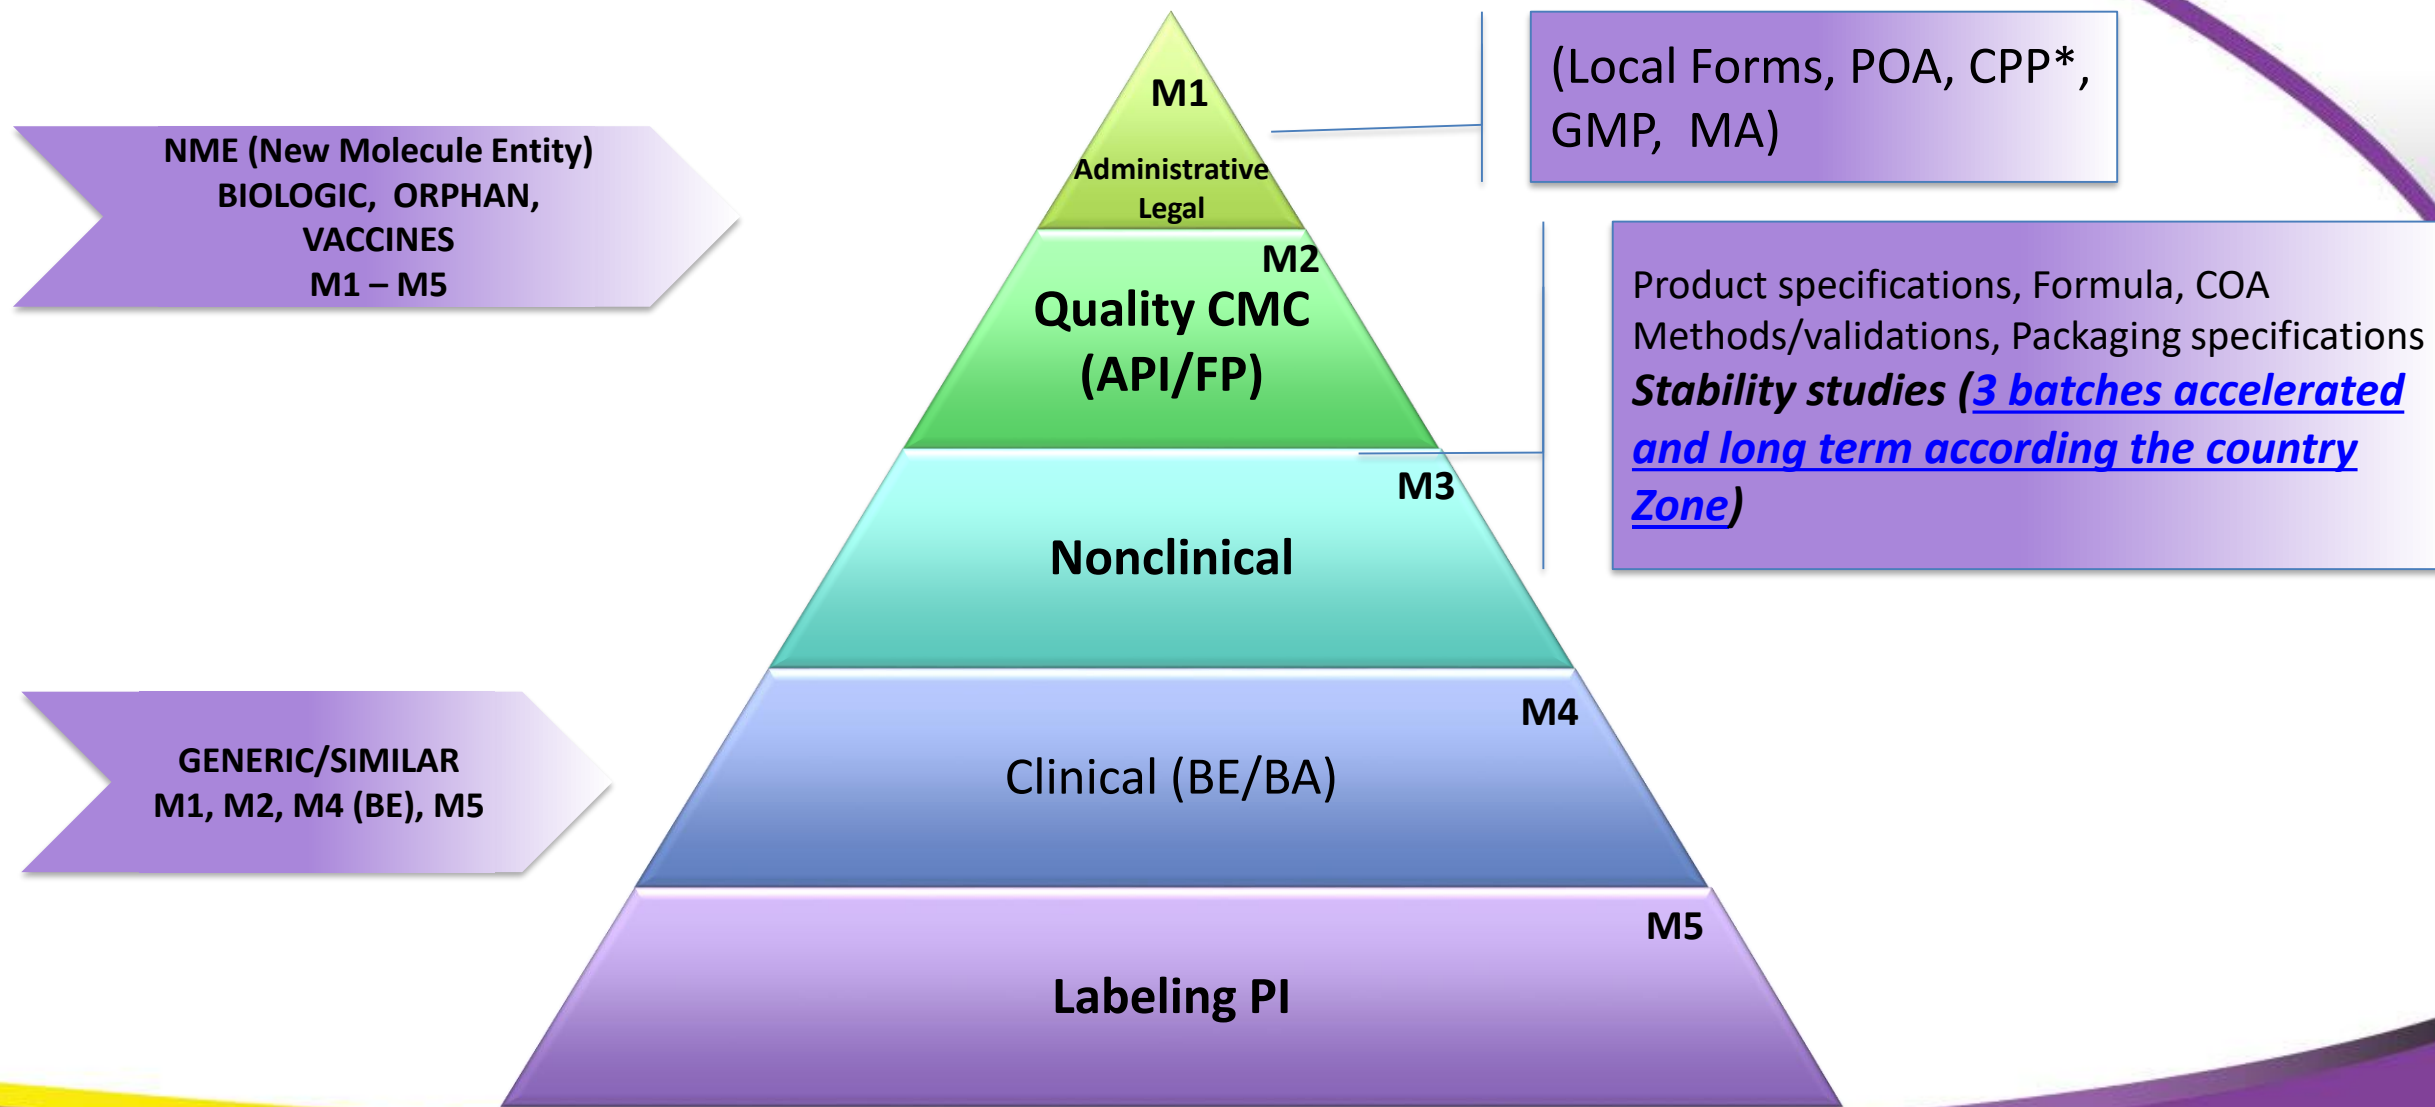 NME (New Molecule Entity)
BIOLOGIC, ORPHAN,
VACCINES
M1 – M5
GENERIC/SIMILAR
M1, M2, M4 (BE), M5
M1
Administrative
Legal
M2
Quality CMC
(API/FP)
M3
Nonclinical
M4
Clinical (BE/BA)
M5
Labeling PI
(Local Forms, POA, CPP*,
GMP, MA)
Product specifications, Formula, COA
Methods/validations, Packaging specifications
Stability studies (3 batches accelerated
and long term according the country
Zone)